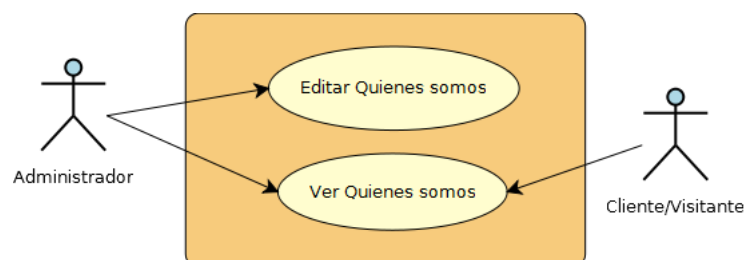 Editar Quienes somos
Administrador
Ver Quienes somos
Cliente/Visitante